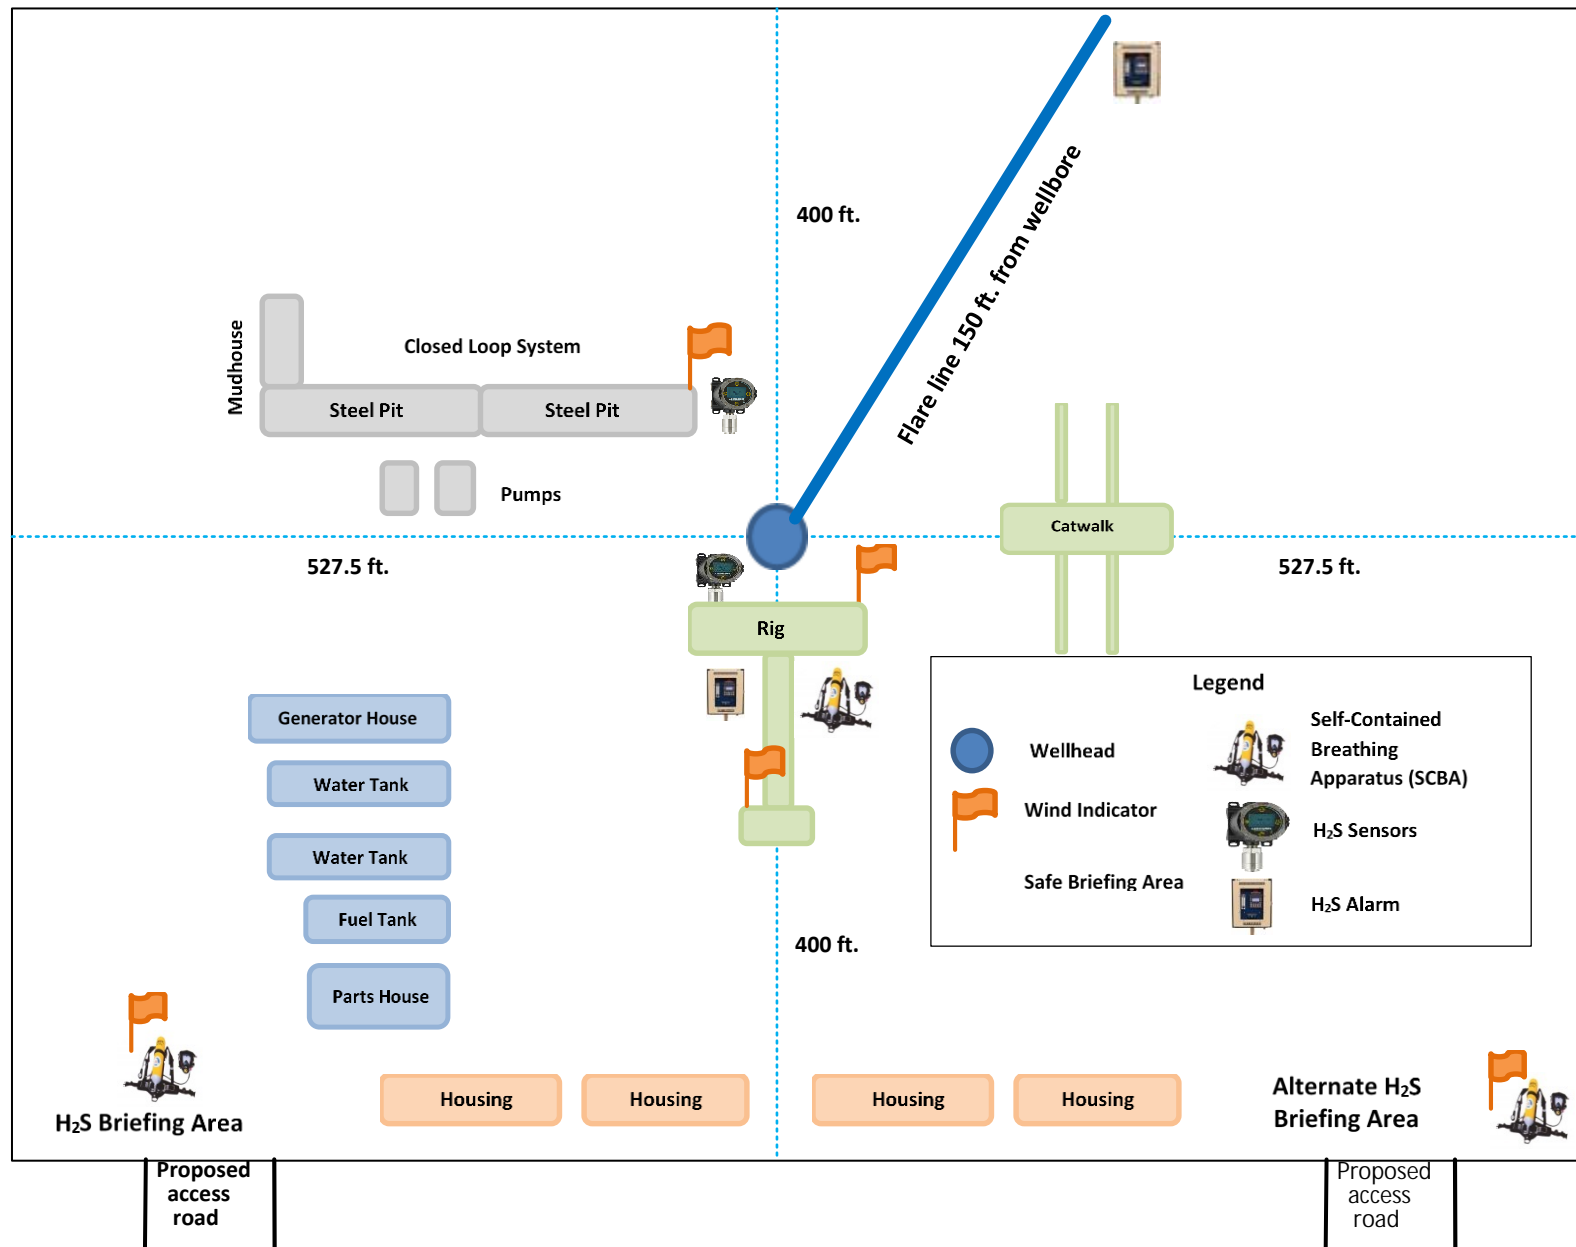 400 ft.
Flare line 150 ft. from wellbore
Mudhouse
Closed Loop System
Steel Pit
Steel Pit
Pumps
Catwalk
527.5 ft.
527.5 ft.
Rig
Generator House
Water Tank
Water Tank
Fuel Tank
Parts House
400 ft.
Legend
Wellhead
Wind Indicator
Safe Briefing Area
Self-Contained
Breathing
Apparatus (SCBA)
H₂S Sensors
H₂S Alarm
H₂S Briefing Area
Housing
Housing
Housing
Housing
Alternate H₂S
Briefing Area
Proposed
access
road
Proposed
access
road